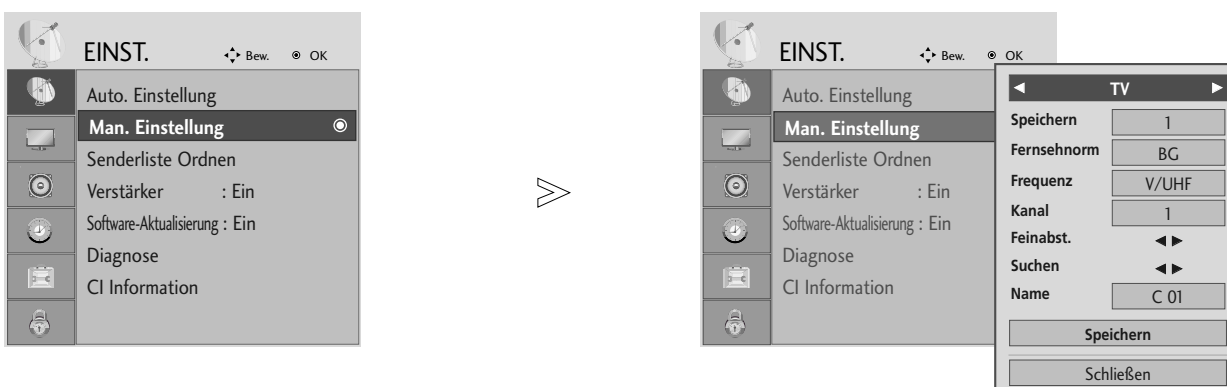 EINST. Bew. OK
Auto. Einstellung
Man. Einstellung
Senderliste Ordnen
Verstärker : Ein
Software-Aktualisierung : Ein
Diagnose
CI Information
EINST. Bew. OK
Auto. Einstellung
Man. Einstellung
Senderliste Ordnen
Verstärker : Ein
Software-Aktualisierung : Ein
Diagnose
CI Information
TV
Speichern 1
Fernsehnorm BG
Frequenz V/UHF
Kanal 1
Feinabst.
Suchen
Name C 01
Speichern
Schließen